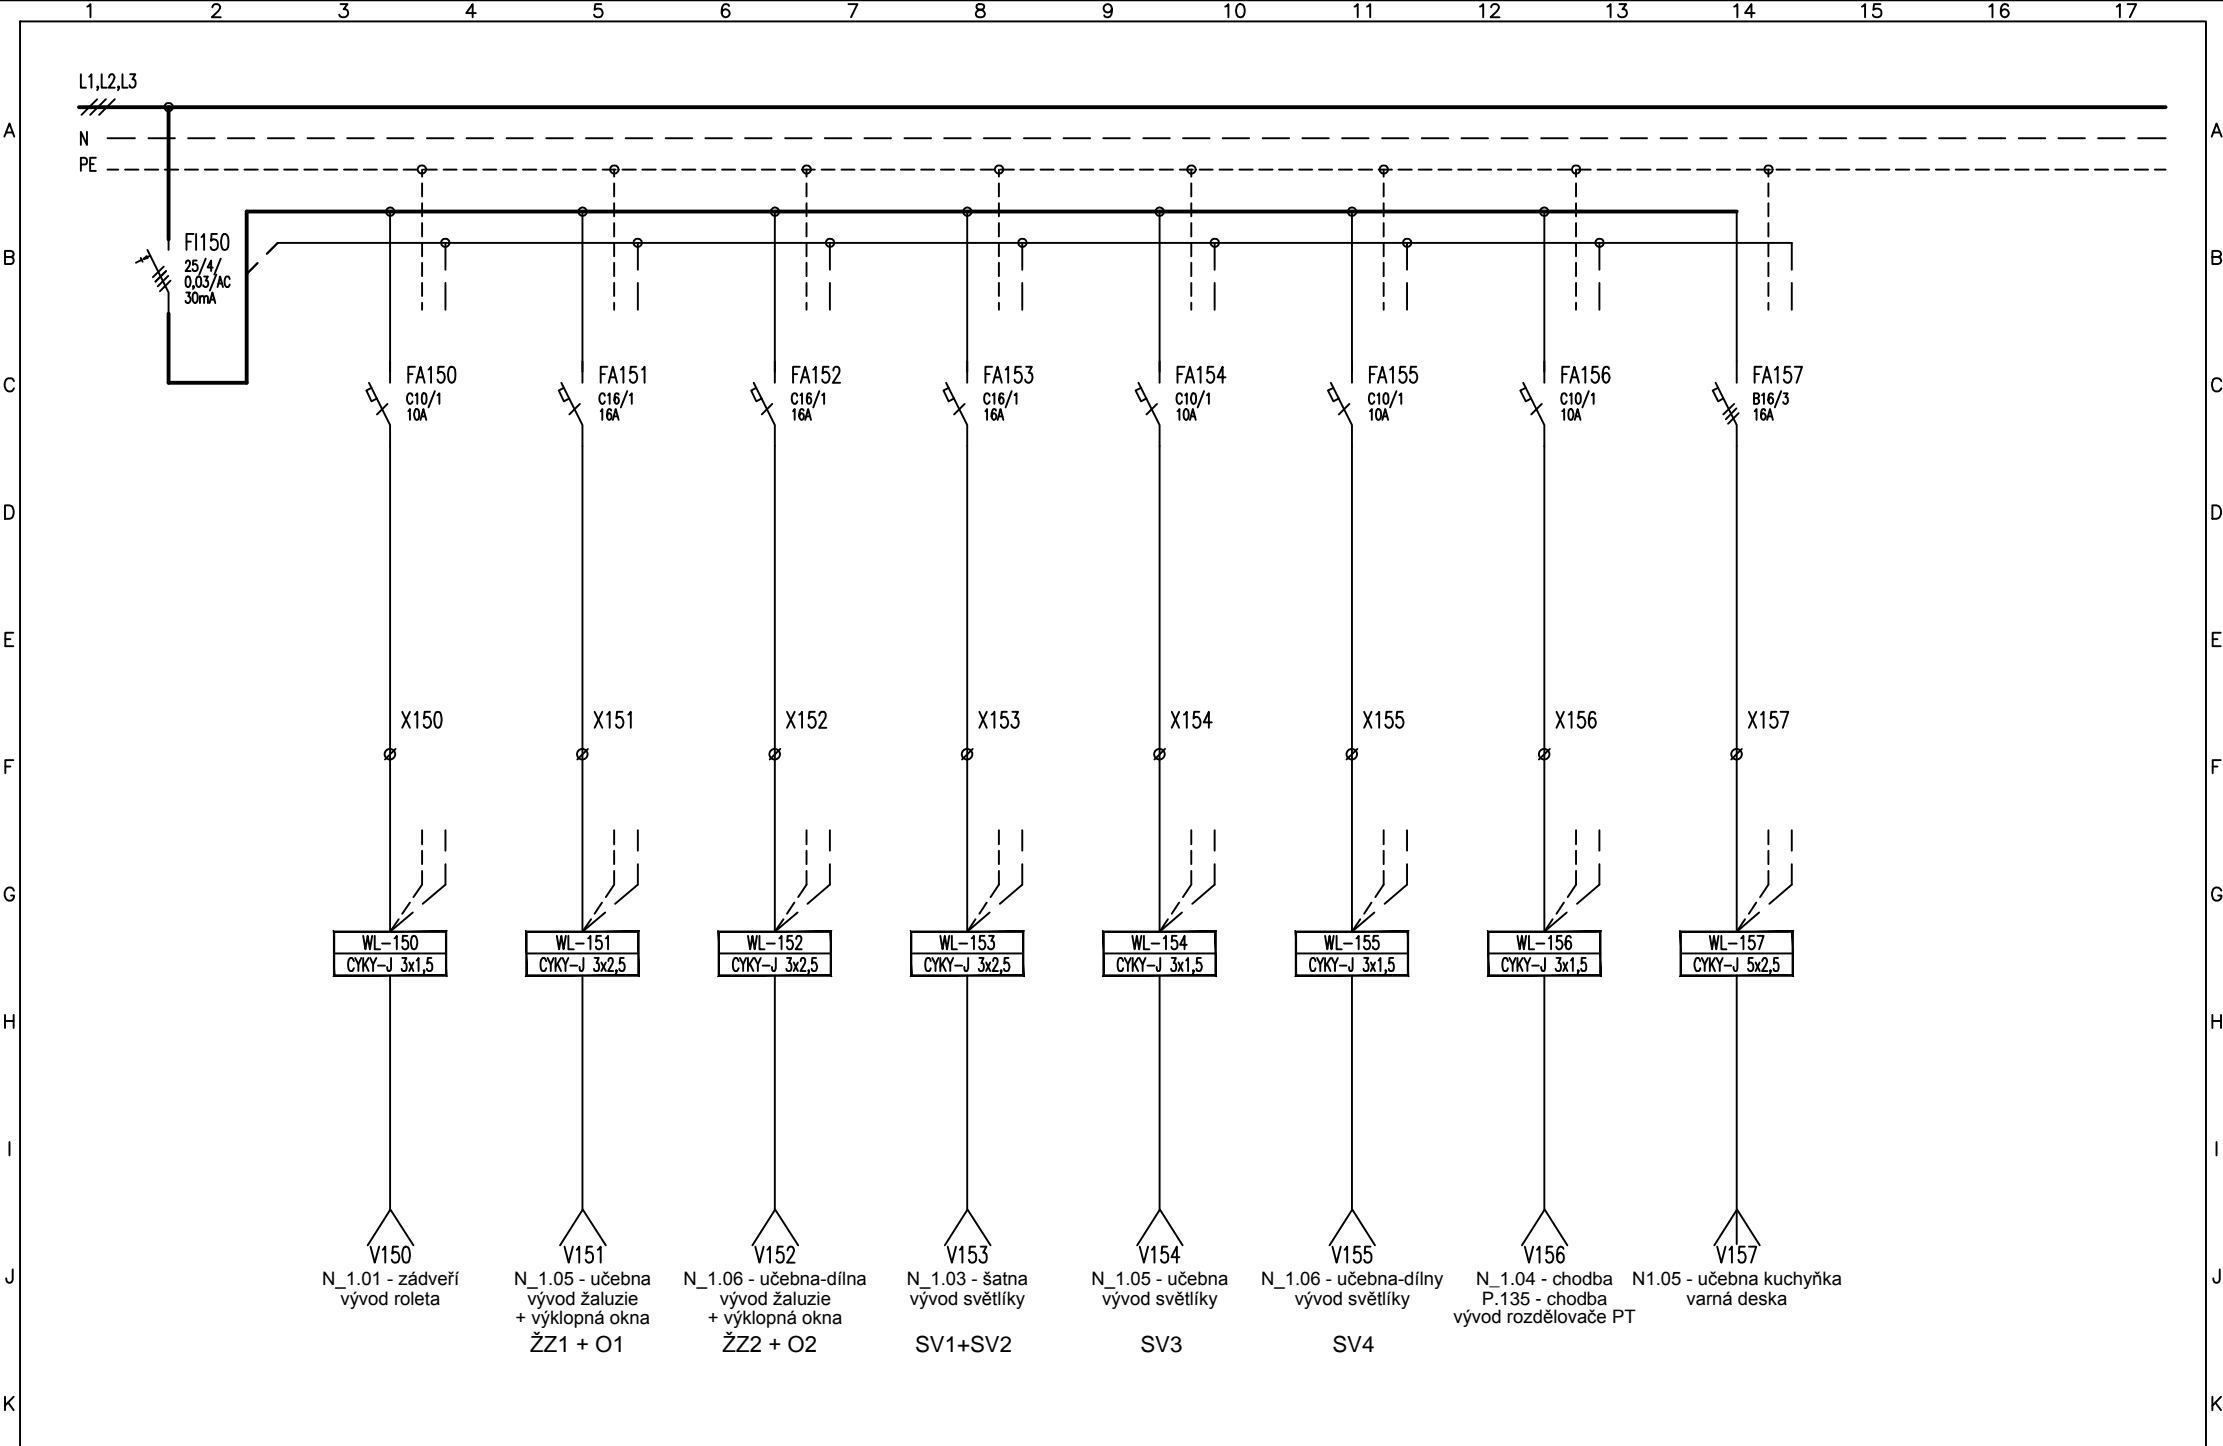 1 2 3 4 5 6 7 8 9 10 11 12 13 14 15 16 17
L1,L2,L3
A A
N
PE
FI150
B B
25/4/
0,03/AC
30mA
C C
FA150 FA151 FA152 FA153 FA154 FA155 FA156 FA157
C10/1 C16/1 C16/1 C16/1 C10/1 C10/1 C10/1 B16/3
10A 16A 16A 16A 10A 10A 10A 16A
D D
E E
X150 X151 X152 X153 X154 X155 X156 X157
F F
G G
WL-150 WL-151 WL-152 WL-153 WL-154 WL-155 WL-156 WL-157
CYKY-J 3x1,5 CYKY-J 3x2,5 CYKY-J 3x2,5 CYKY-J 3x2,5 CYKY-J 3x1,5 CYKY-J 3x1,5 CYKY-J 3x1,5 CYKY-J 5x2,5
H H
I I
J J
V150
N_1.01 - zádveří
vývod roleta
V151
N_1.05 - učebna
vývod žaluzie
+ výklopná okna
ŽZ1 + O1
V152
N_1.06 - učebna-dílna
vývod žaluzie
+ výklopná okna
ŽZ2 + O2
V153
N_1.03 - šatna
vývod světlíky
SV1+SV2
V154
N_1.05 - učebna
vývod světlíky
SV3
V155
N_1.06 - učebna-dílny
vývod světlíky
SV4
V156
N_1.04 - chodba
P.135 - chodba
vývod rozdělovače PT
V157
N1.05 - učebna kuchyňka
varná deska
K K